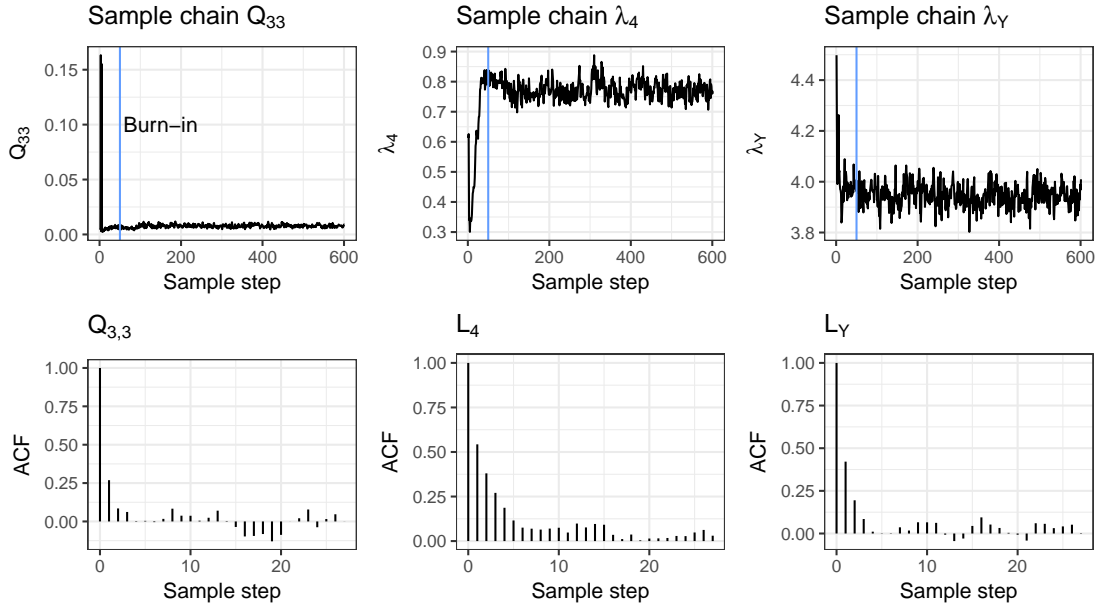 Sample chain Q33
Sample chain λ4
Sample chain λY
0.15
0.10
0.05
0.00
Q33
Burn−in
0 200 400 600
Sample step
0.9
0.8
0.7
0.6
0.5
0.4
0.3
λ4
0 200 400 600
Sample step
4.4
4.2
4.0
3.8
λY
0 200 400 600
Sample step
Q3,3
L4
LY
1.00
0.75
0.50
0.25
0.00
ACF
0 10 20
Sample step
1.00
0.75
0.50
0.25
0.00
ACF
0 10 20
Sample step
1.00
0.75
0.50
0.25
0.00
ACF
0 10 20
Sample step